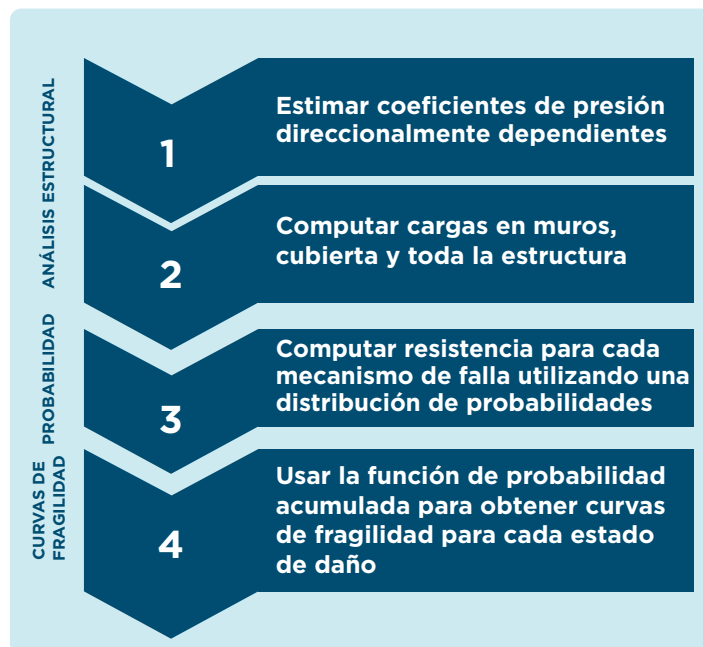 ANÁLISIS ESTRUCTURAL
1
Estimar coeficientes de presión
direccionalmente dependientes
2
Computar cargas en muros,
cubierta y toda la estructura
PROBABILIDAD
3
Computar resistencia para cada
mecanismo de falla utilizando una
distribución de probabilidades
CURVAS DE
FRAGILIDAD
4
Usar la función de probabilidad
acumulada para obtener curvas
de fragilidad para cada estado
de daño